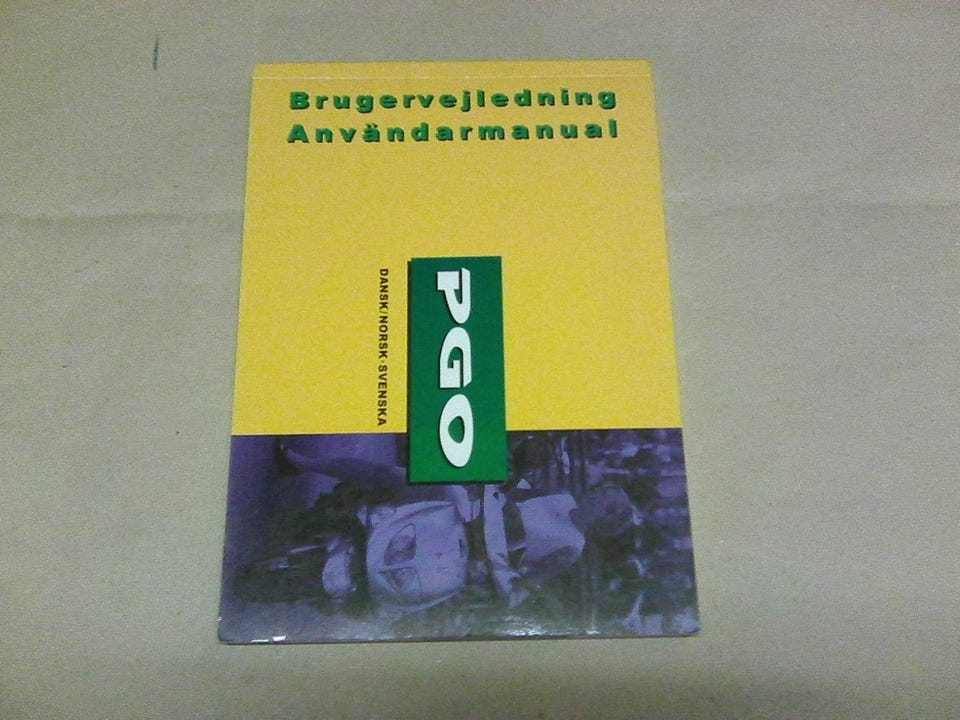 Brugervejledning
Användarmanual
PGO
DANSK/NORSK·SVENSKA